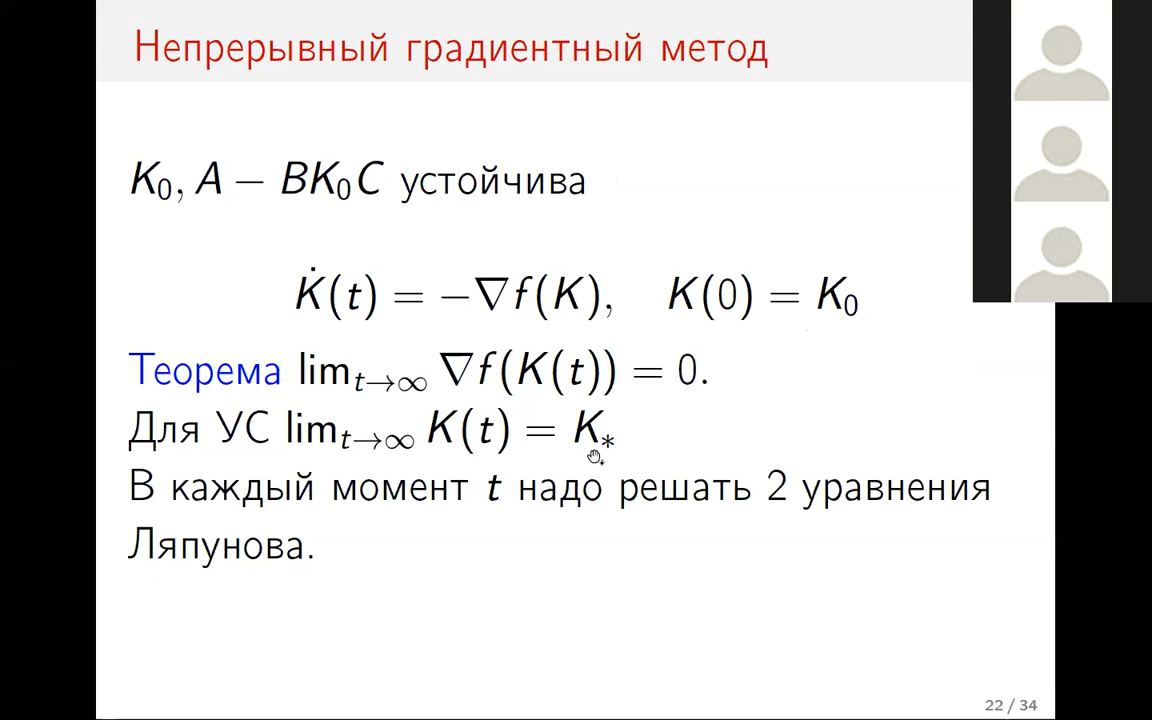 Непрерывный градиентный метод
K₀, A − BK₀C устойчива
K̇(t) = −∇f(K), K(0) = K₀
Теорема lim_{t→∞} ∇f(K(t)) = 0.
Для УС lim_{t→∞} K(t) = K_*
В каждый момент t надо решать 2 уравнения
Ляпунова.
22 / 34